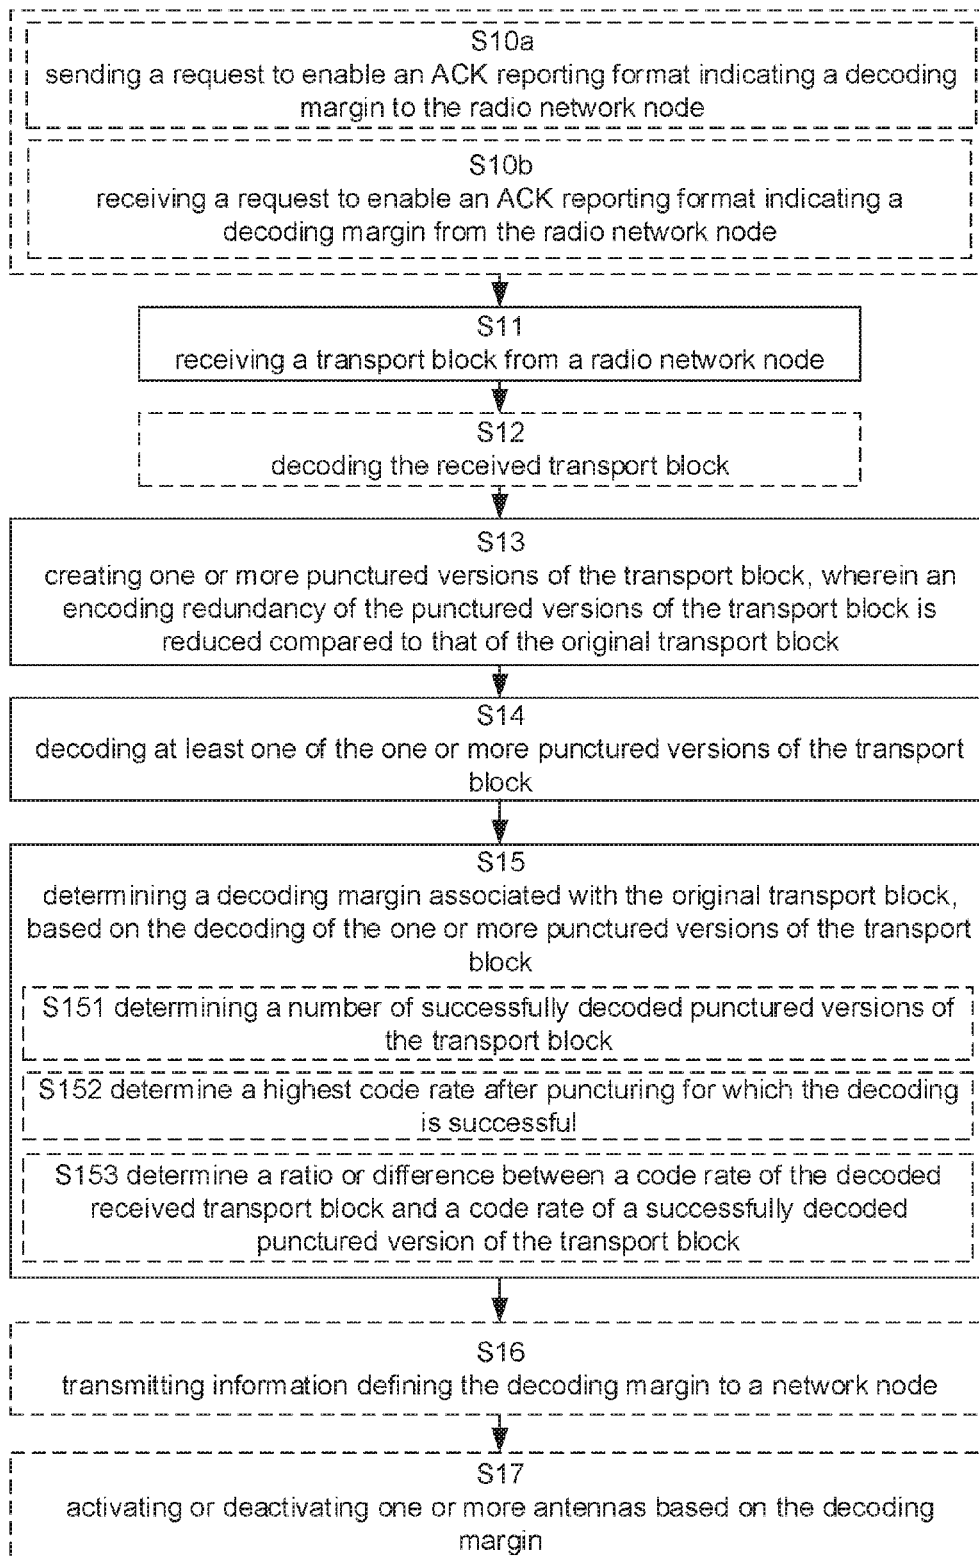 S10a
sending a request to enable an ACK reporting format indicating a decoding
margin to the radio network node
S10b
receiving a request to enable an ACK reporting format indicating a
decoding margin from the radio network node
S11
receiving a transport block from a radio network node
S12
decoding the received transport block
S13
creating one or more punctured versions of the transport block, wherein an
encoding redundancy of the punctured versions of the transport block is
reduced compared to that of the original transport block
S14
decoding at least one of the one or more punctured versions of the transport
block
S15
determining a decoding margin associated with the original transport block,
based on the decoding of the one or more punctured versions of the transport
block
S151 determining a number of successfully decoded punctured versions of
the transport block
S152 determine a highest code rate after puncturing for which the decoding
is successful
S153 determine a ratio or difference between a code rate of the decoded
received transport block and a code rate of a successfully decoded
punctured version of the transport block
S16
transmitting information defining the decoding margin to a network node
S17
activating or deactivating one or more antennas based on the decoding
margin